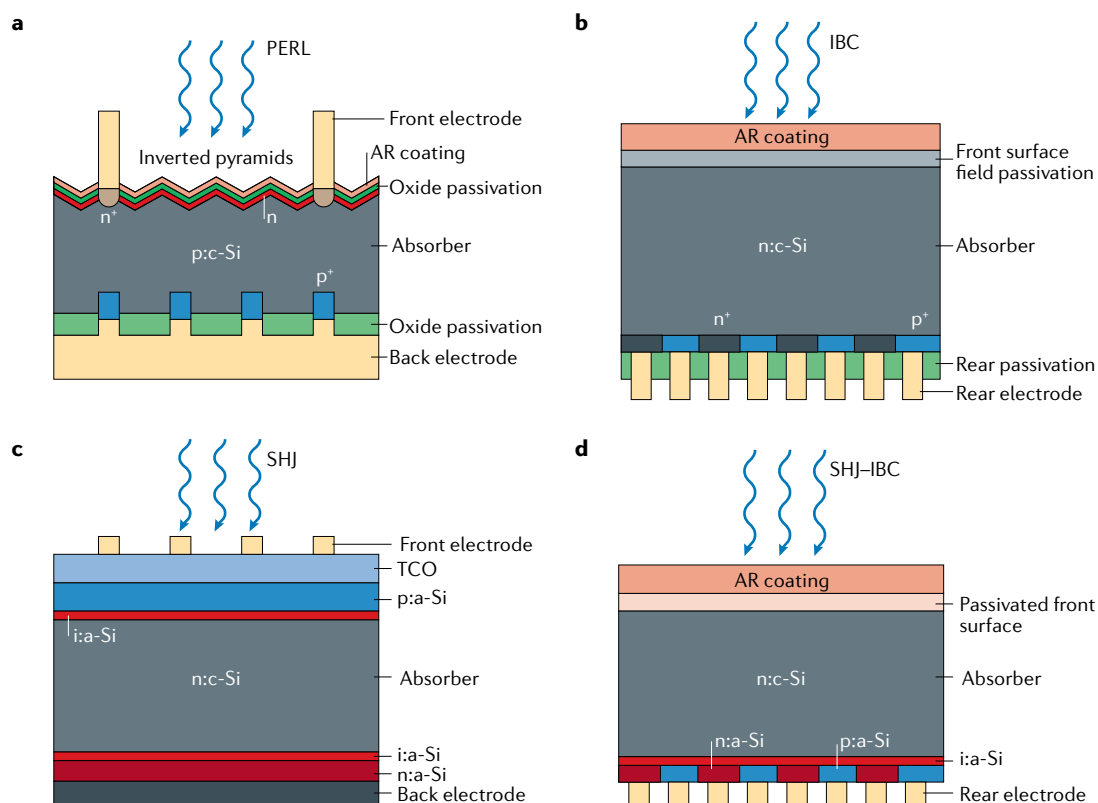 a
PERL
Front electrode
Inverted pyramids
AR coating
Oxide passivation
n⁺
n
Absorber
p:c-Si
p⁺
Oxide passivation
Back electrode
b
IBC
AR coating
Front surface
field passivation
n:c-Si
Absorber
n⁺
p⁺
Rear passivation
Rear electrode
c
SHJ
Front electrode
TCO
p:a-Si
i:a-Si
n:c-Si
Absorber
i:a-Si
n:a-Si
Back electrode
d
SHJ–IBC
AR coating
Passivated front
surface
n:c-Si
Absorber
n:a-Si
p:a-Si
i:a-Si
Rear electrode